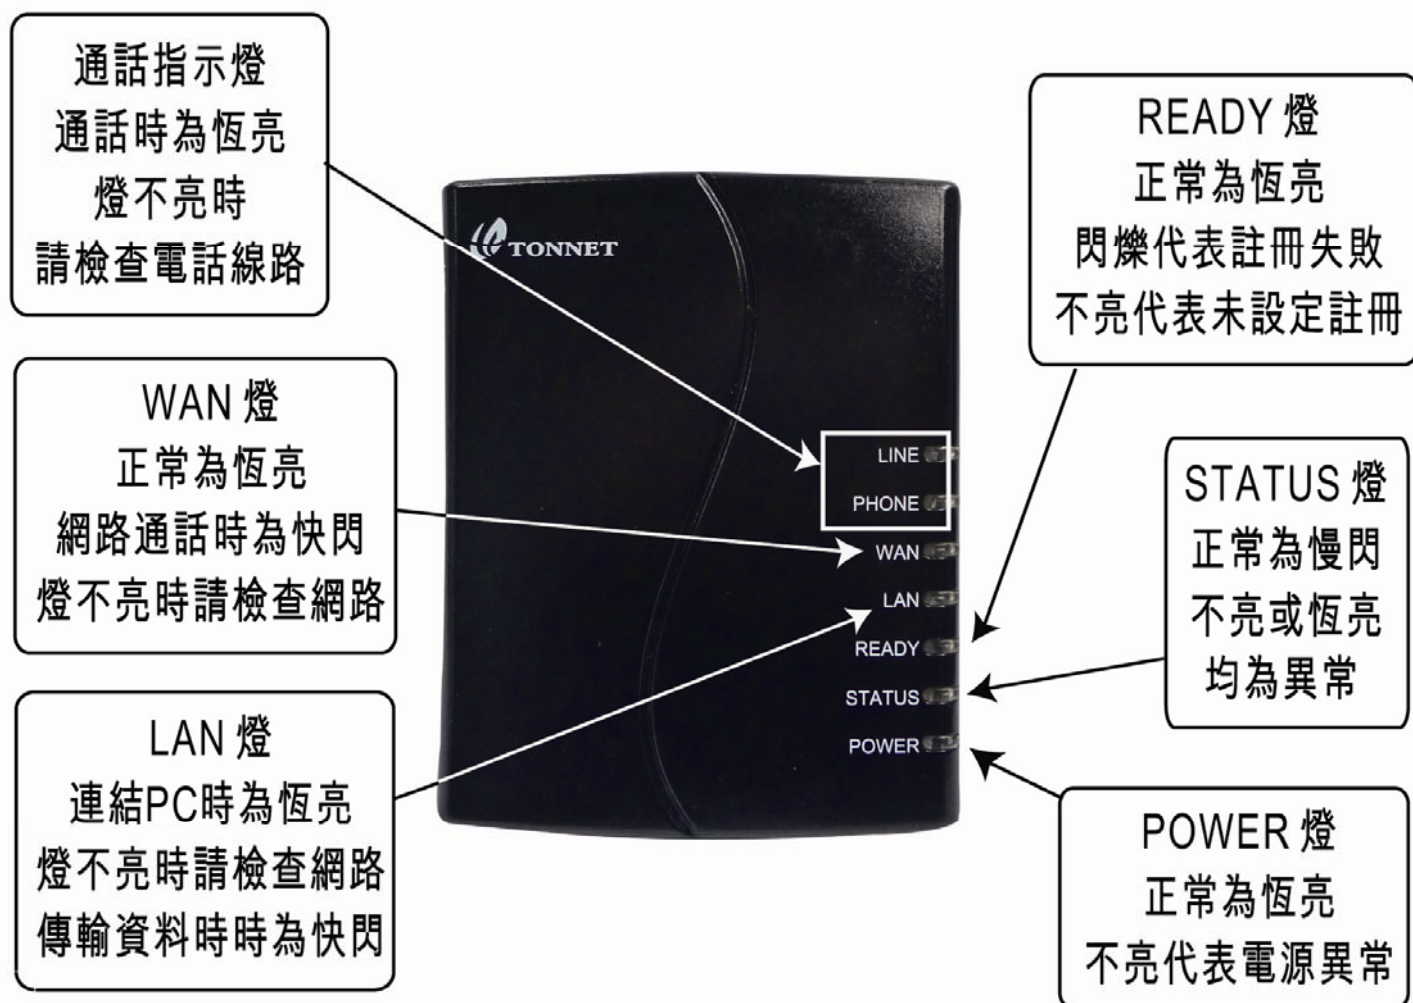 通話指示燈
通話時為恆亮
燈不亮時
請檢查電話線路
WAN 燈
正常為恆亮
網路通話時為快閃
燈不亮時請檢查網路
LAN 燈
連結PC時為恆亮
燈不亮時請檢查網路
傳輸資料時時為快閃
TONNET
LINE
PHONE
WAN
LAN
READY
STATUS
POWER
READY 燈
正常為恆亮
閃爍代表註冊失敗
不亮代表未設定註冊
STATUS 燈
正常為慢閃
不亮或恆亮
均為異常
POWER 燈
正常為恆亮
不亮代表電源異常